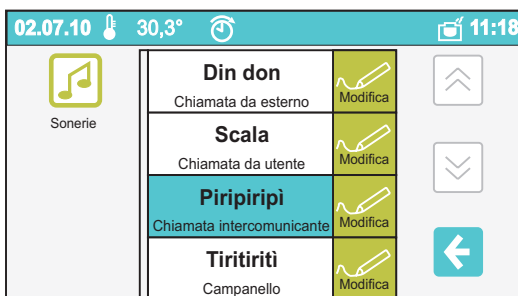 02.07.10 30,3° 11:18
Sonerie
Din don
Chiamata da esterno
Modifica
Scala
Chiamata da utente
Modifica
Piripiripì
Chiamata intercomunicante
Modifica
Tiritiritì
Campanello
Modifica